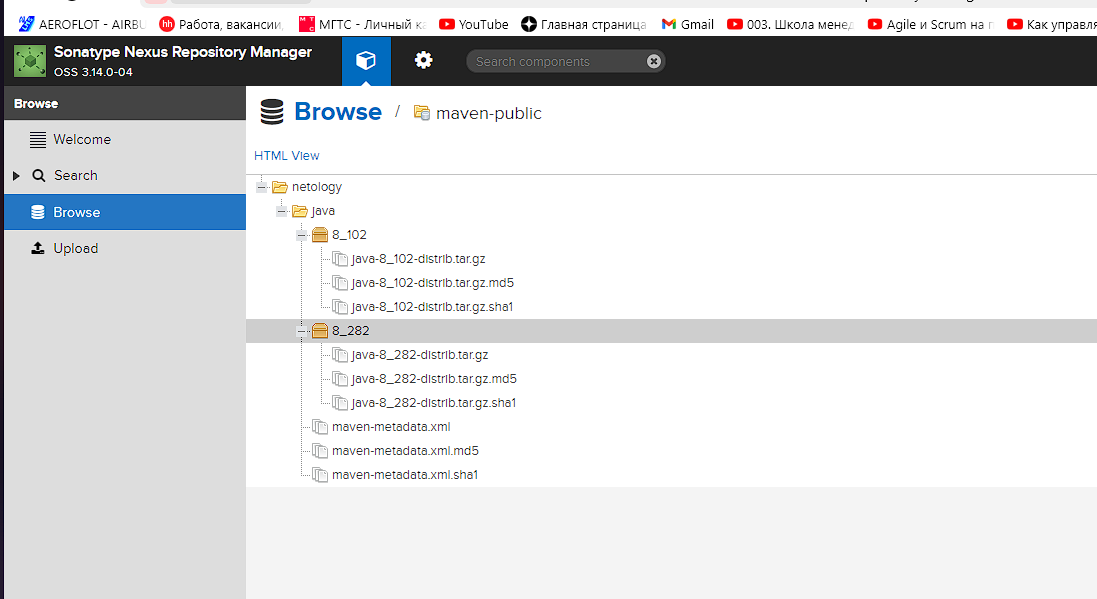 AEROFLOT - AIRBU hh Работа, вакансии, МГТС - Личный ка YouTube Главная страница Gmail 003. Школа менед Agile и Scrum на п Как управля
Sonatype Nexus Repository Manager
OSS 3.14.0-04
Search components
Browse
Browse / maven-public
Welcome
Search
Browse
Upload
HTML View
netology
java
8_102
java-8_102-distrib.tar.gz
java-8_102-distrib.tar.gz.md5
java-8_102-distrib.tar.gz.sha1
8_282
java-8_282-distrib.tar.gz
java-8_282-distrib.tar.gz.md5
java-8_282-distrib.tar.gz.sha1
maven-metadata.xml
maven-metadata.xml.md5
maven-metadata.xml.sha1